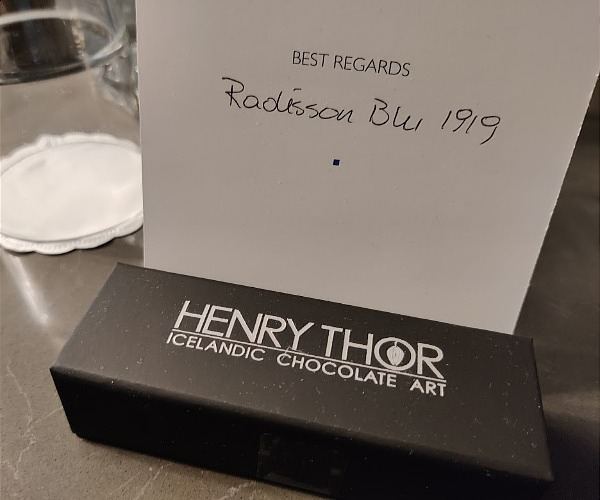 BEST REGARDS
Radisson Blu 1919
HENRY THOR
ICELANDIC CHOCOLATE ART